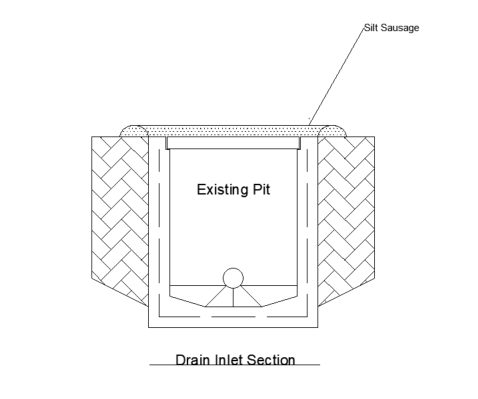 Silt Sausage
Existing Pit
Drain Inlet Section